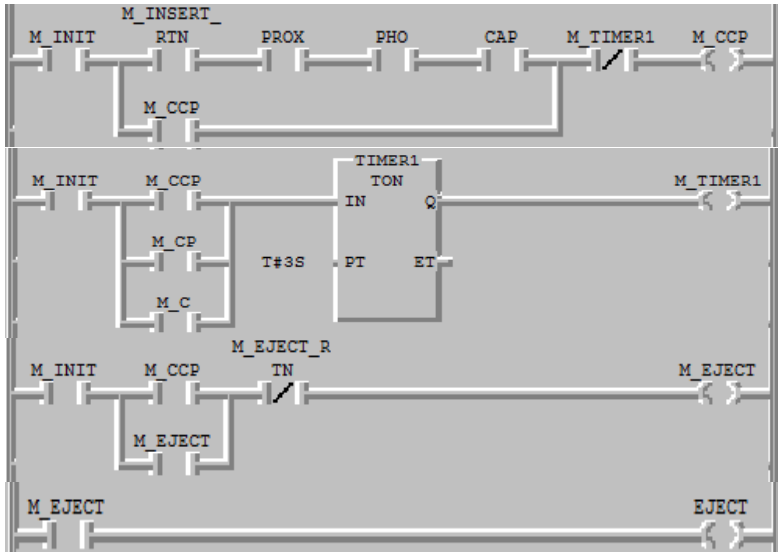 M_INSERT_
M_INIT RTN PROX PHO CAP M_TIMER1 M_CCP
M_CCP
TIMER1
M_INIT M_CCP TON M_TIMER1
IN Q
M_CP
T#3S PT ET
M_C
M_EJECT_R
M_INIT M_CCP TN M_EJECT
M_EJECT
M_EJECT EJECT